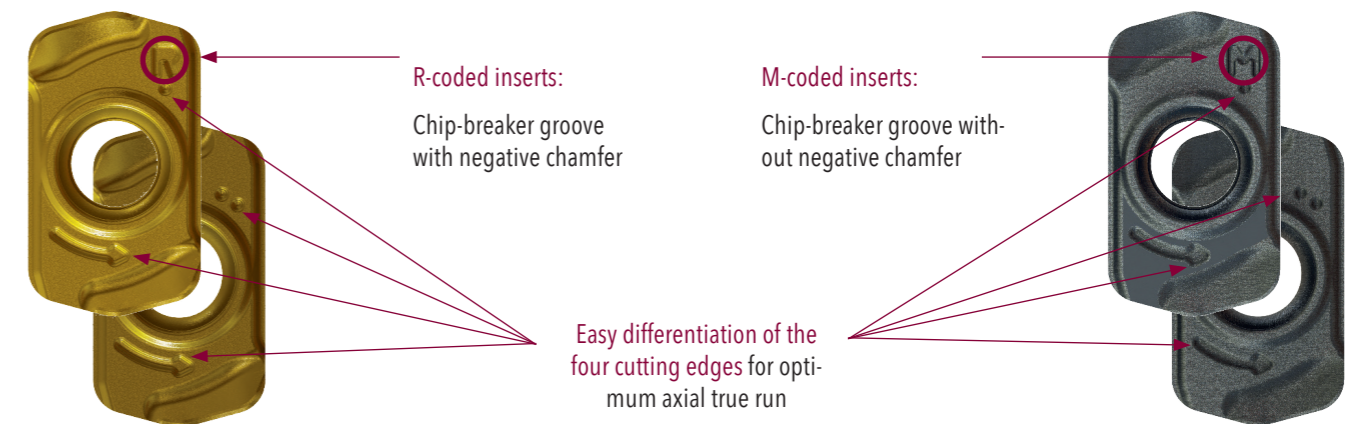 R-coded inserts:
Chip-breaker groove
with negative chamfer
M-coded inserts:
Chip-breaker groove with-
out negative chamfer
Easy differentiation of the
four cutting edges for opti-
mum axial true run
M